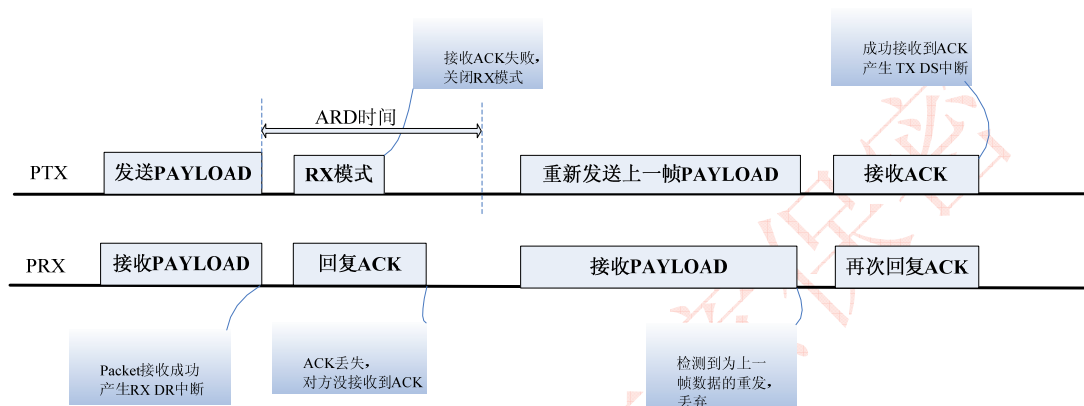 接收ACK失败，
关闭RX模式
成功接收到ACK
产生 TX DS中断
ARD时间
PTX
发送PAYLOAD
RX模式
重新发送上一帧PAYLOAD
接收ACK
PRX
接收PAYLOAD
回复ACK
接收PAYLOAD
再次回复ACK
Packet接收成功
产生RX DR中断
ACK丢失，
对方没接收到ACK
检测到为上一
帧数据的重发，
丢弃
保密